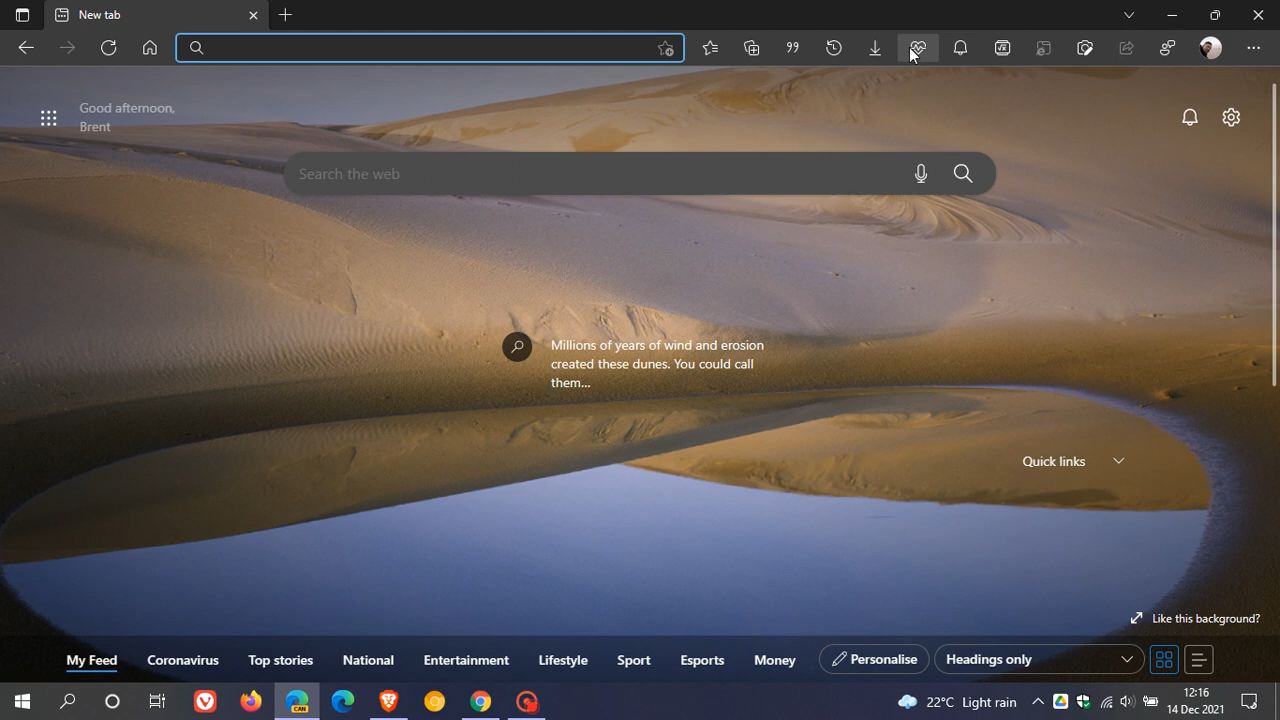 New tab
Good afternoon,
Brent
Search the web
Millions of years of wind and erosion
created these dunes. You could call
them...
Quick links
Like this background?
My Feed
Coronavirus
Top stories
National
Entertainment
Lifestyle
Sport
Esports
Money
Personalise
Headings only
CAN
22°C Light rain
12:16
14 Dec 2021